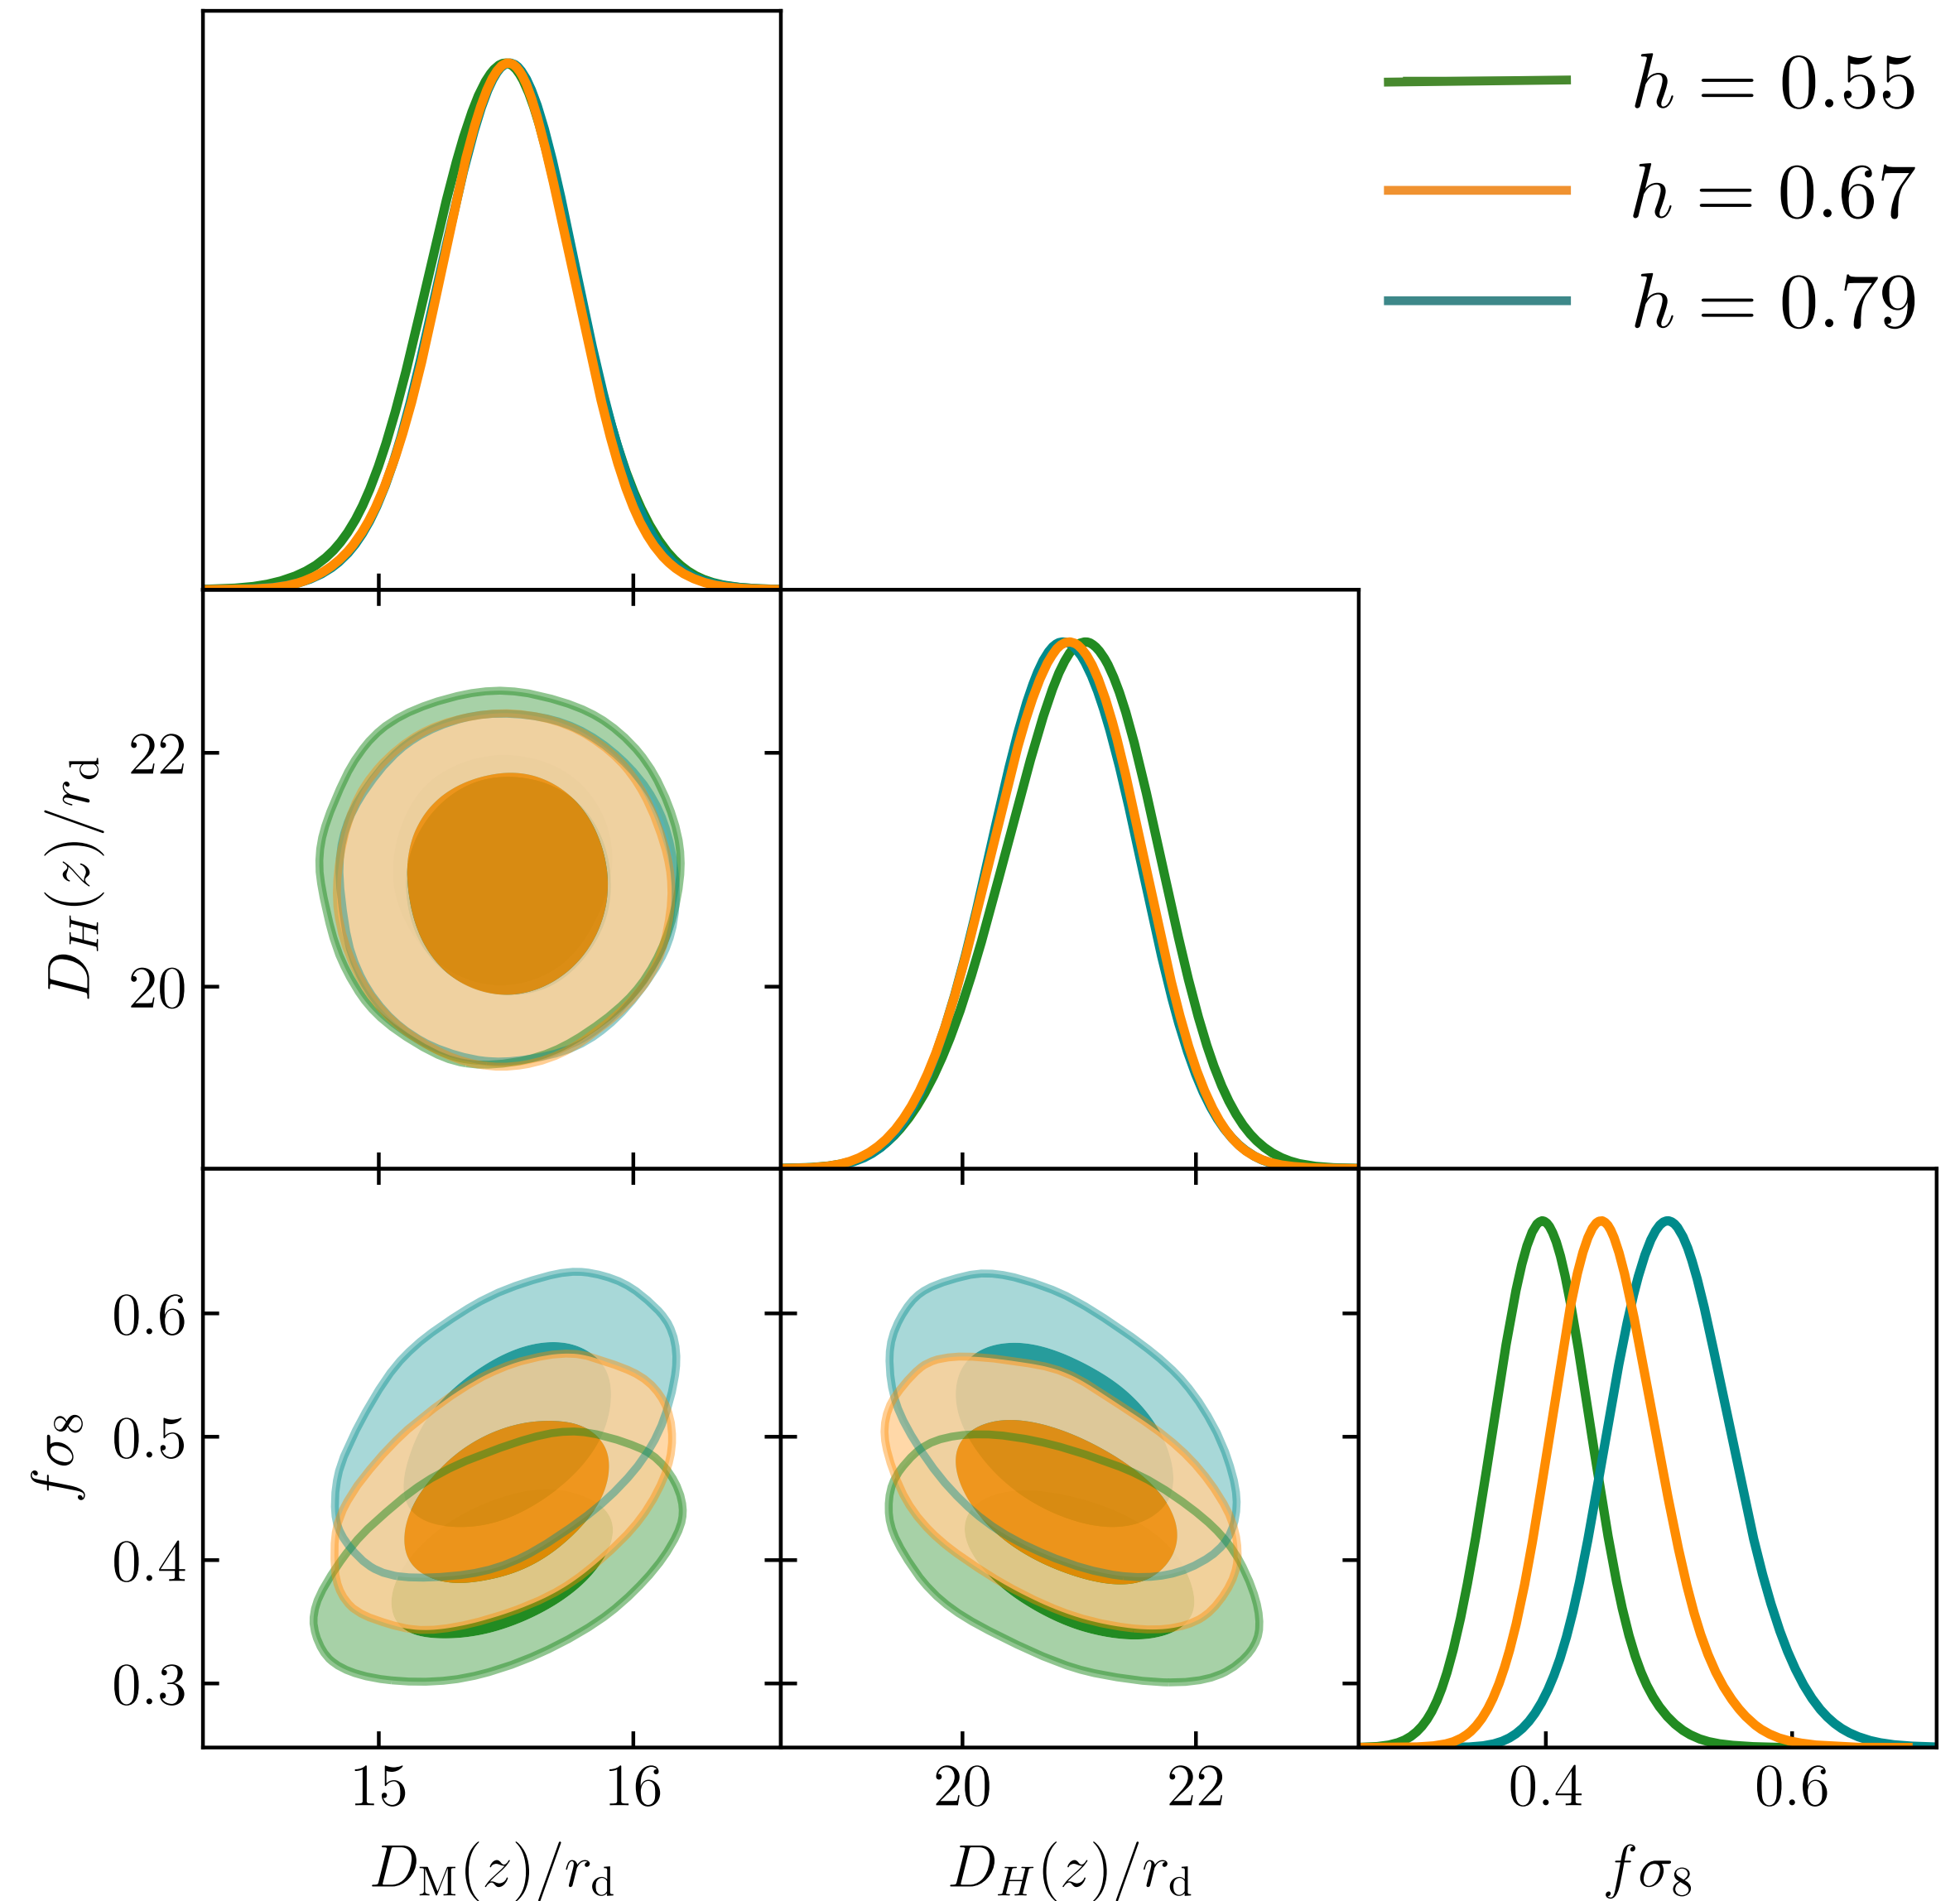 h = 0.55
h = 0.67
h = 0.79
D_H(z)/r_d
22
20
fσ_8
0.6
0.5
0.4
0.3
15 16 20 22 0.4 0.6
D_M(z)/r_d D_H(z)/r_d fσ_8